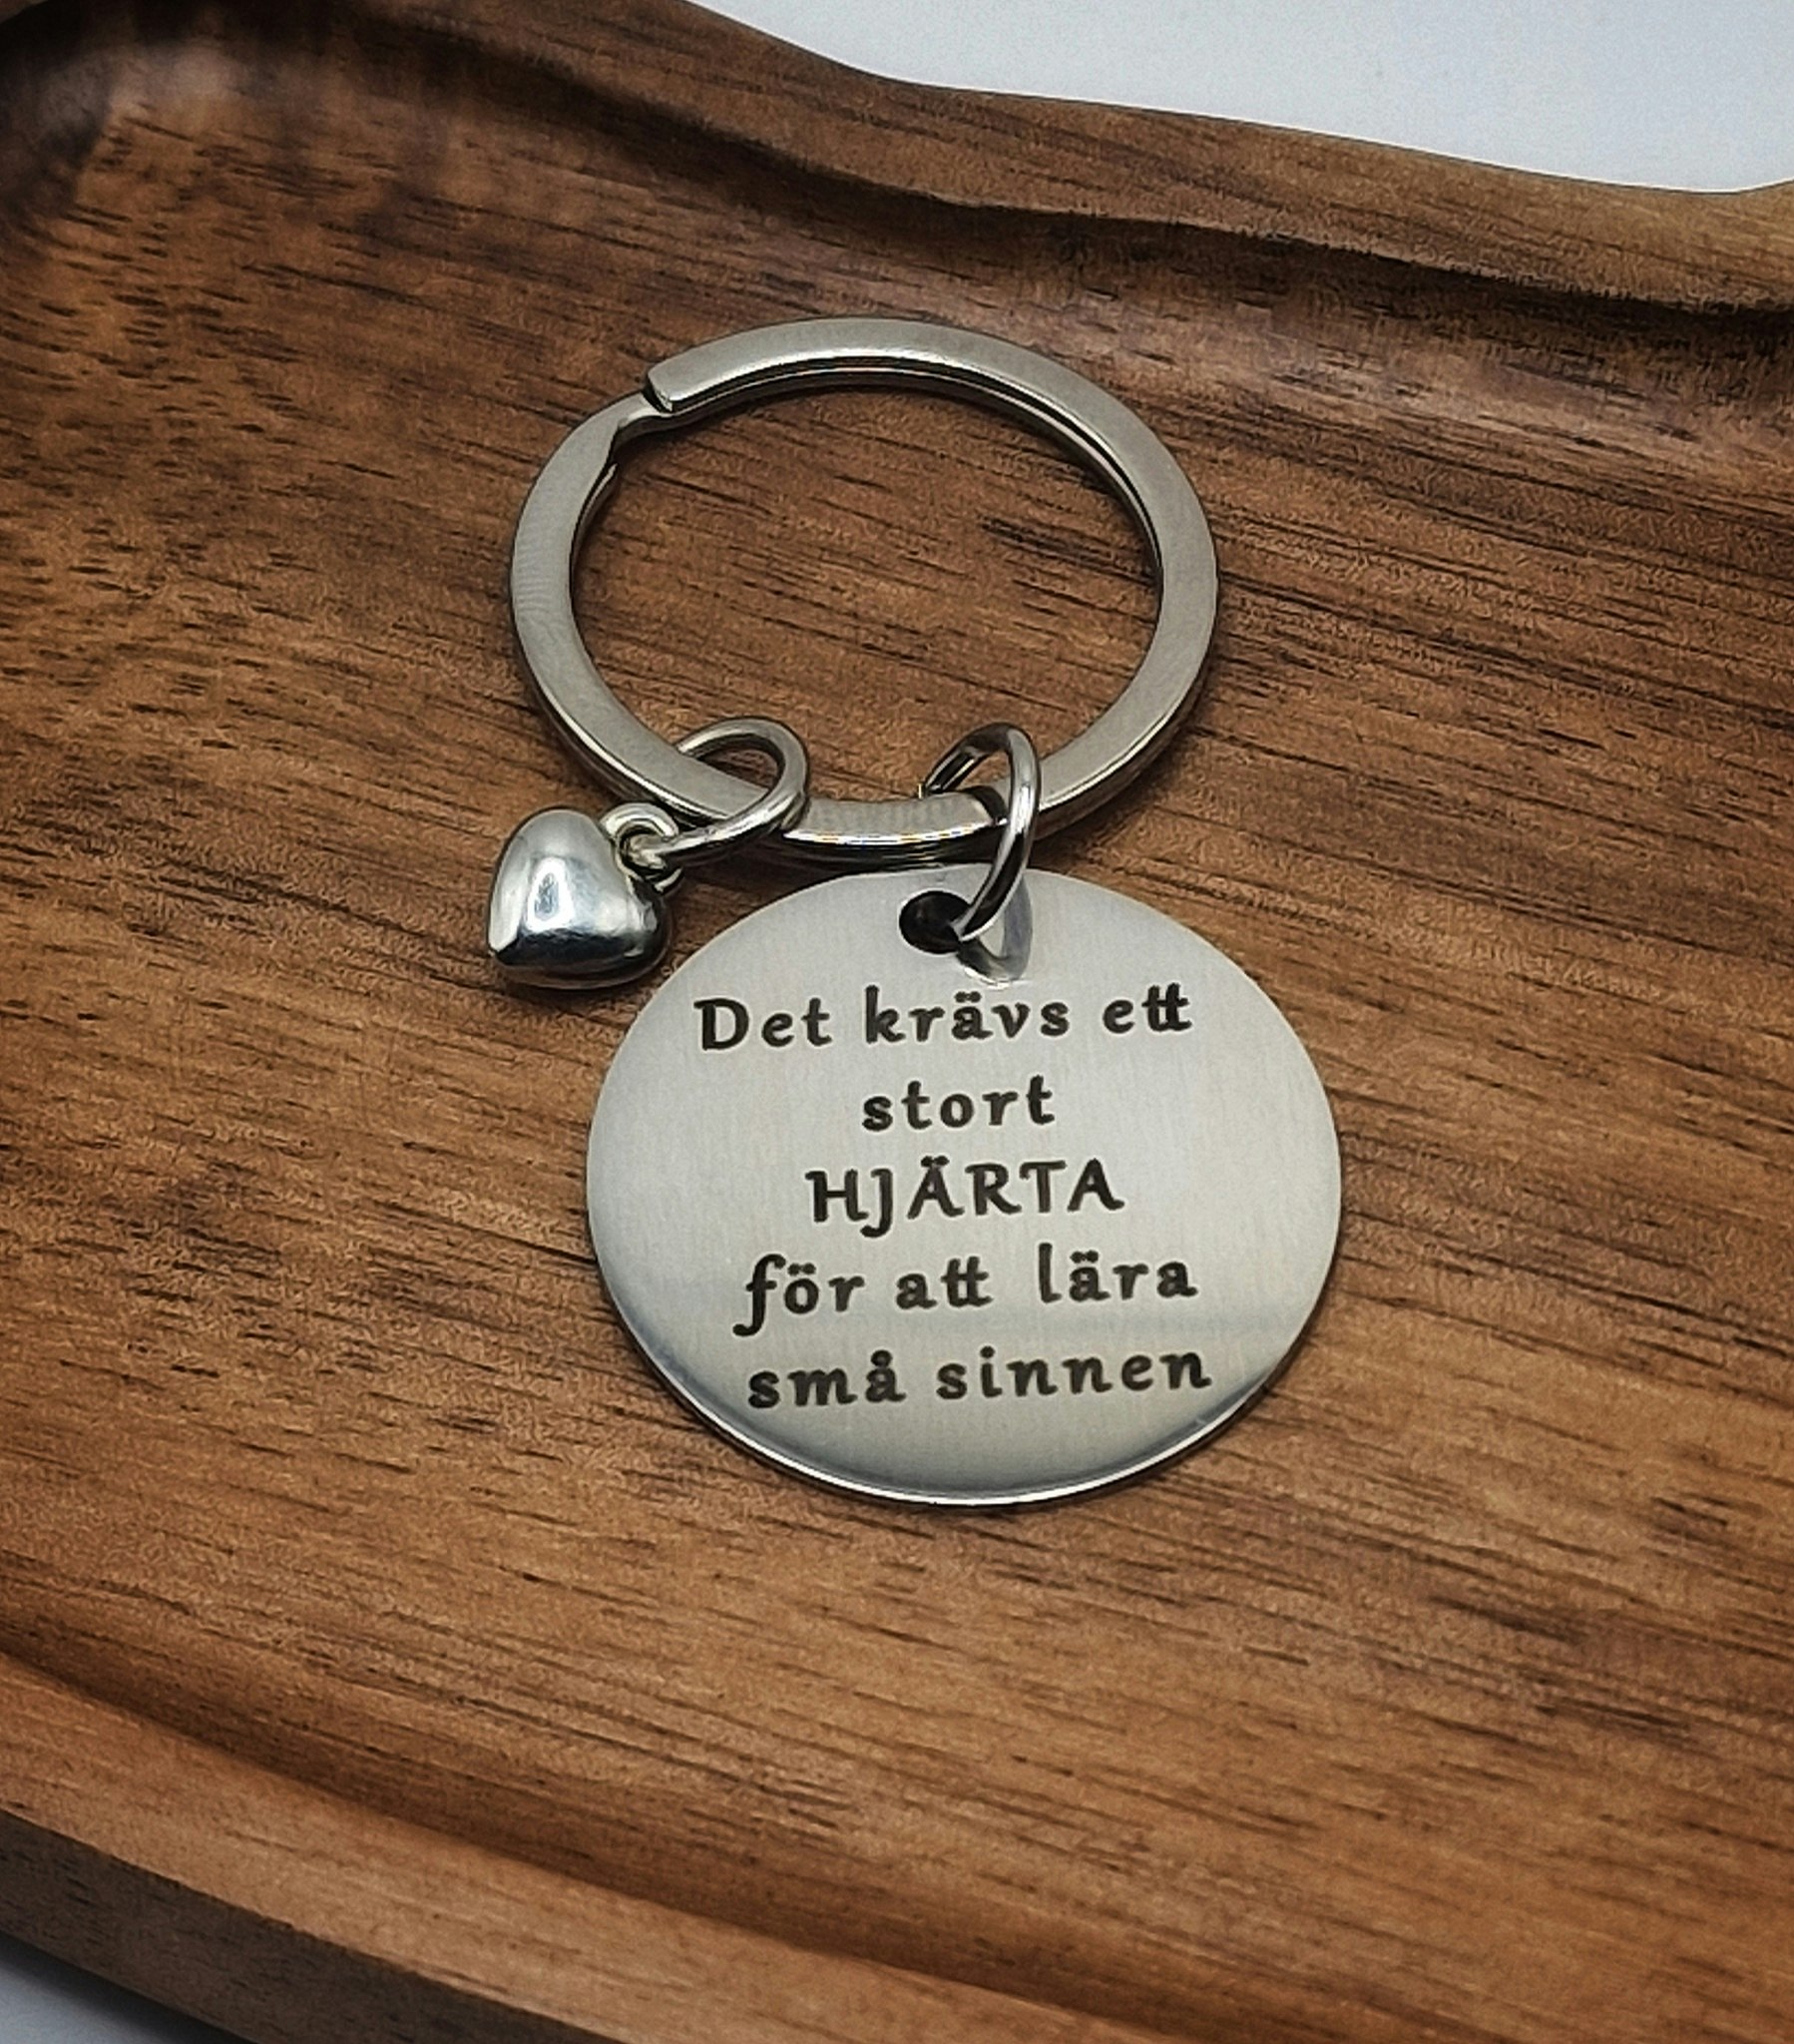 Det krävs ett
stort
HJÄRTA
för att lära
små sinnen